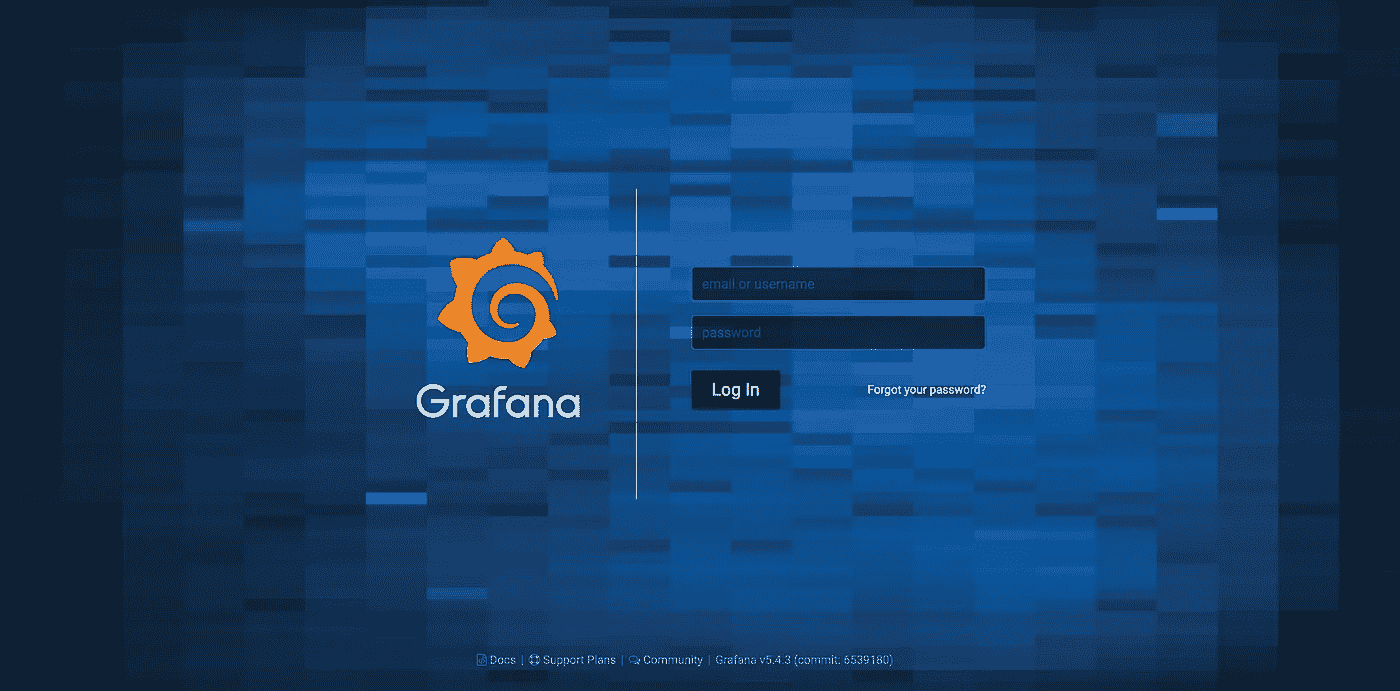 Grafana
email or username
password
Log In
Forgot your password?
Docs | Support Plans | Community | Grafana v5.4.3 (commit: 6539180)